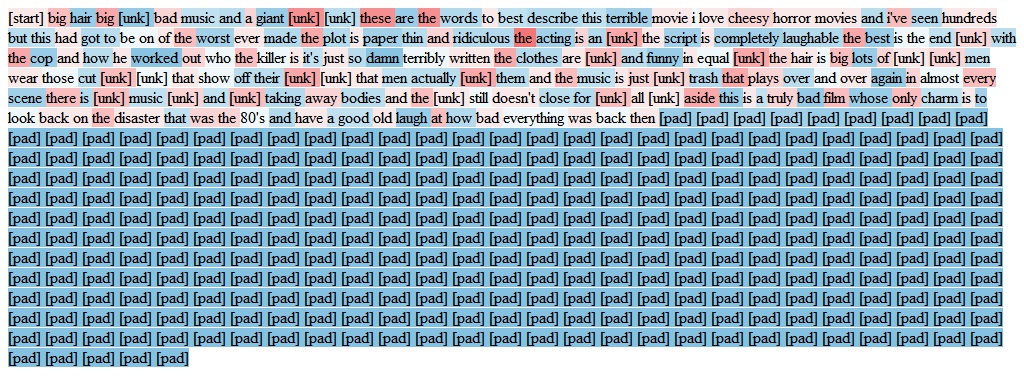 [start] big hair big [unk] bad music and a giant [unk] [unk] these are the words to best describe this terrible movie i love cheesy horror movies and i've seen hundreds
but this had got to be on of the worst ever made the plot is paper thin and ridiculous the acting is an [unk] the script is completely laughable the best is the end [unk] with
the cop and how he worked out who the killer is it's just so damn terribly written the clothes are [unk] and funny in equal [unk] the hair is big lots of [unk] [unk] men
wear those cut [unk] [unk] that show off their [unk] [unk] that men actually [unk] them and the music is just [unk] trash that plays over and over again in almost every
scene there is [unk] music [unk] and [unk] taking away bodies and the [unk] still doesn't close for [unk] all [unk] aside this is a truly bad film whose only charm is to
look back on the disaster that was the 80's and have a good old laugh at how bad everything was back then [pad] [pad] [pad] [pad] [pad] [pad] [pad] [pad] [pad]
[pad] [pad] [pad] [pad] [pad] [pad] [pad] [pad] [pad] [pad] [pad] [pad] [pad] [pad] [pad] [pad] [pad] [pad] [pad] [pad] [pad] [pad] [pad] [pad] [pad] [pad] [pad]
[pad] [pad] [pad] [pad] [pad] [pad] [pad] [pad] [pad] [pad] [pad] [pad] [pad] [pad] [pad] [pad] [pad] [pad] [pad] [pad] [pad] [pad] [pad] [pad] [pad] [pad] [pad]
[pad] [pad] [pad] [pad] [pad] [pad] [pad] [pad] [pad] [pad] [pad] [pad] [pad] [pad] [pad] [pad] [pad] [pad] [pad] [pad] [pad] [pad] [pad] [pad] [pad] [pad] [pad]
[pad] [pad] [pad] [pad] [pad] [pad] [pad] [pad] [pad] [pad] [pad] [pad] [pad] [pad] [pad] [pad] [pad] [pad] [pad] [pad] [pad] [pad] [pad] [pad] [pad] [pad] [pad]
[pad] [pad] [pad] [pad] [pad] [pad] [pad] [pad] [pad] [pad] [pad] [pad] [pad] [pad] [pad] [pad] [pad] [pad] [pad] [pad] [pad] [pad] [pad] [pad] [pad] [pad] [pad]
[pad] [pad] [pad] [pad] [pad] [pad] [pad] [pad] [pad] [pad] [pad] [pad] [pad] [pad] [pad] [pad] [pad] [pad] [pad] [pad] [pad] [pad] [pad] [pad] [pad] [pad] [pad]
[pad] [pad] [pad] [pad] [pad] [pad] [pad] [pad] [pad] [pad] [pad] [pad] [pad] [pad] [pad] [pad] [pad] [pad] [pad] [pad] [pad] [pad] [pad] [pad] [pad] [pad] [pad]
[pad] [pad] [pad] [pad] [pad] [pad] [pad] [pad] [pad] [pad] [pad] [pad] [pad] [pad] [pad] [pad] [pad] [pad] [pad] [pad] [pad] [pad] [pad] [pad] [pad] [pad] [pad]
[pad] [pad] [pad] [pad] [pad] [pad] [pad] [pad] [pad] [pad] [pad] [pad] [pad] [pad] [pad] [pad] [pad] [pad] [pad] [pad] [pad] [pad] [pad] [pad] [pad] [pad] [pad]
[pad] [pad] [pad] [pad] [pad] [pad] [pad] [pad] [pad] [pad] [pad] [pad] [pad] [pad] [pad] [pad] [pad] [pad] [pad] [pad] [pad] [pad] [pad] [pad] [pad] [pad] [pad]
[pad] [pad] [pad] [pad] [pad] [pad] [pad] [pad] [pad] [pad] [pad] [pad] [pad] [pad] [pad] [pad] [pad] [pad] [pad] [pad] [pad] [pad] [pad] [pad] [pad] [pad] [pad]
[pad] [pad] [pad] [pad] [pad]